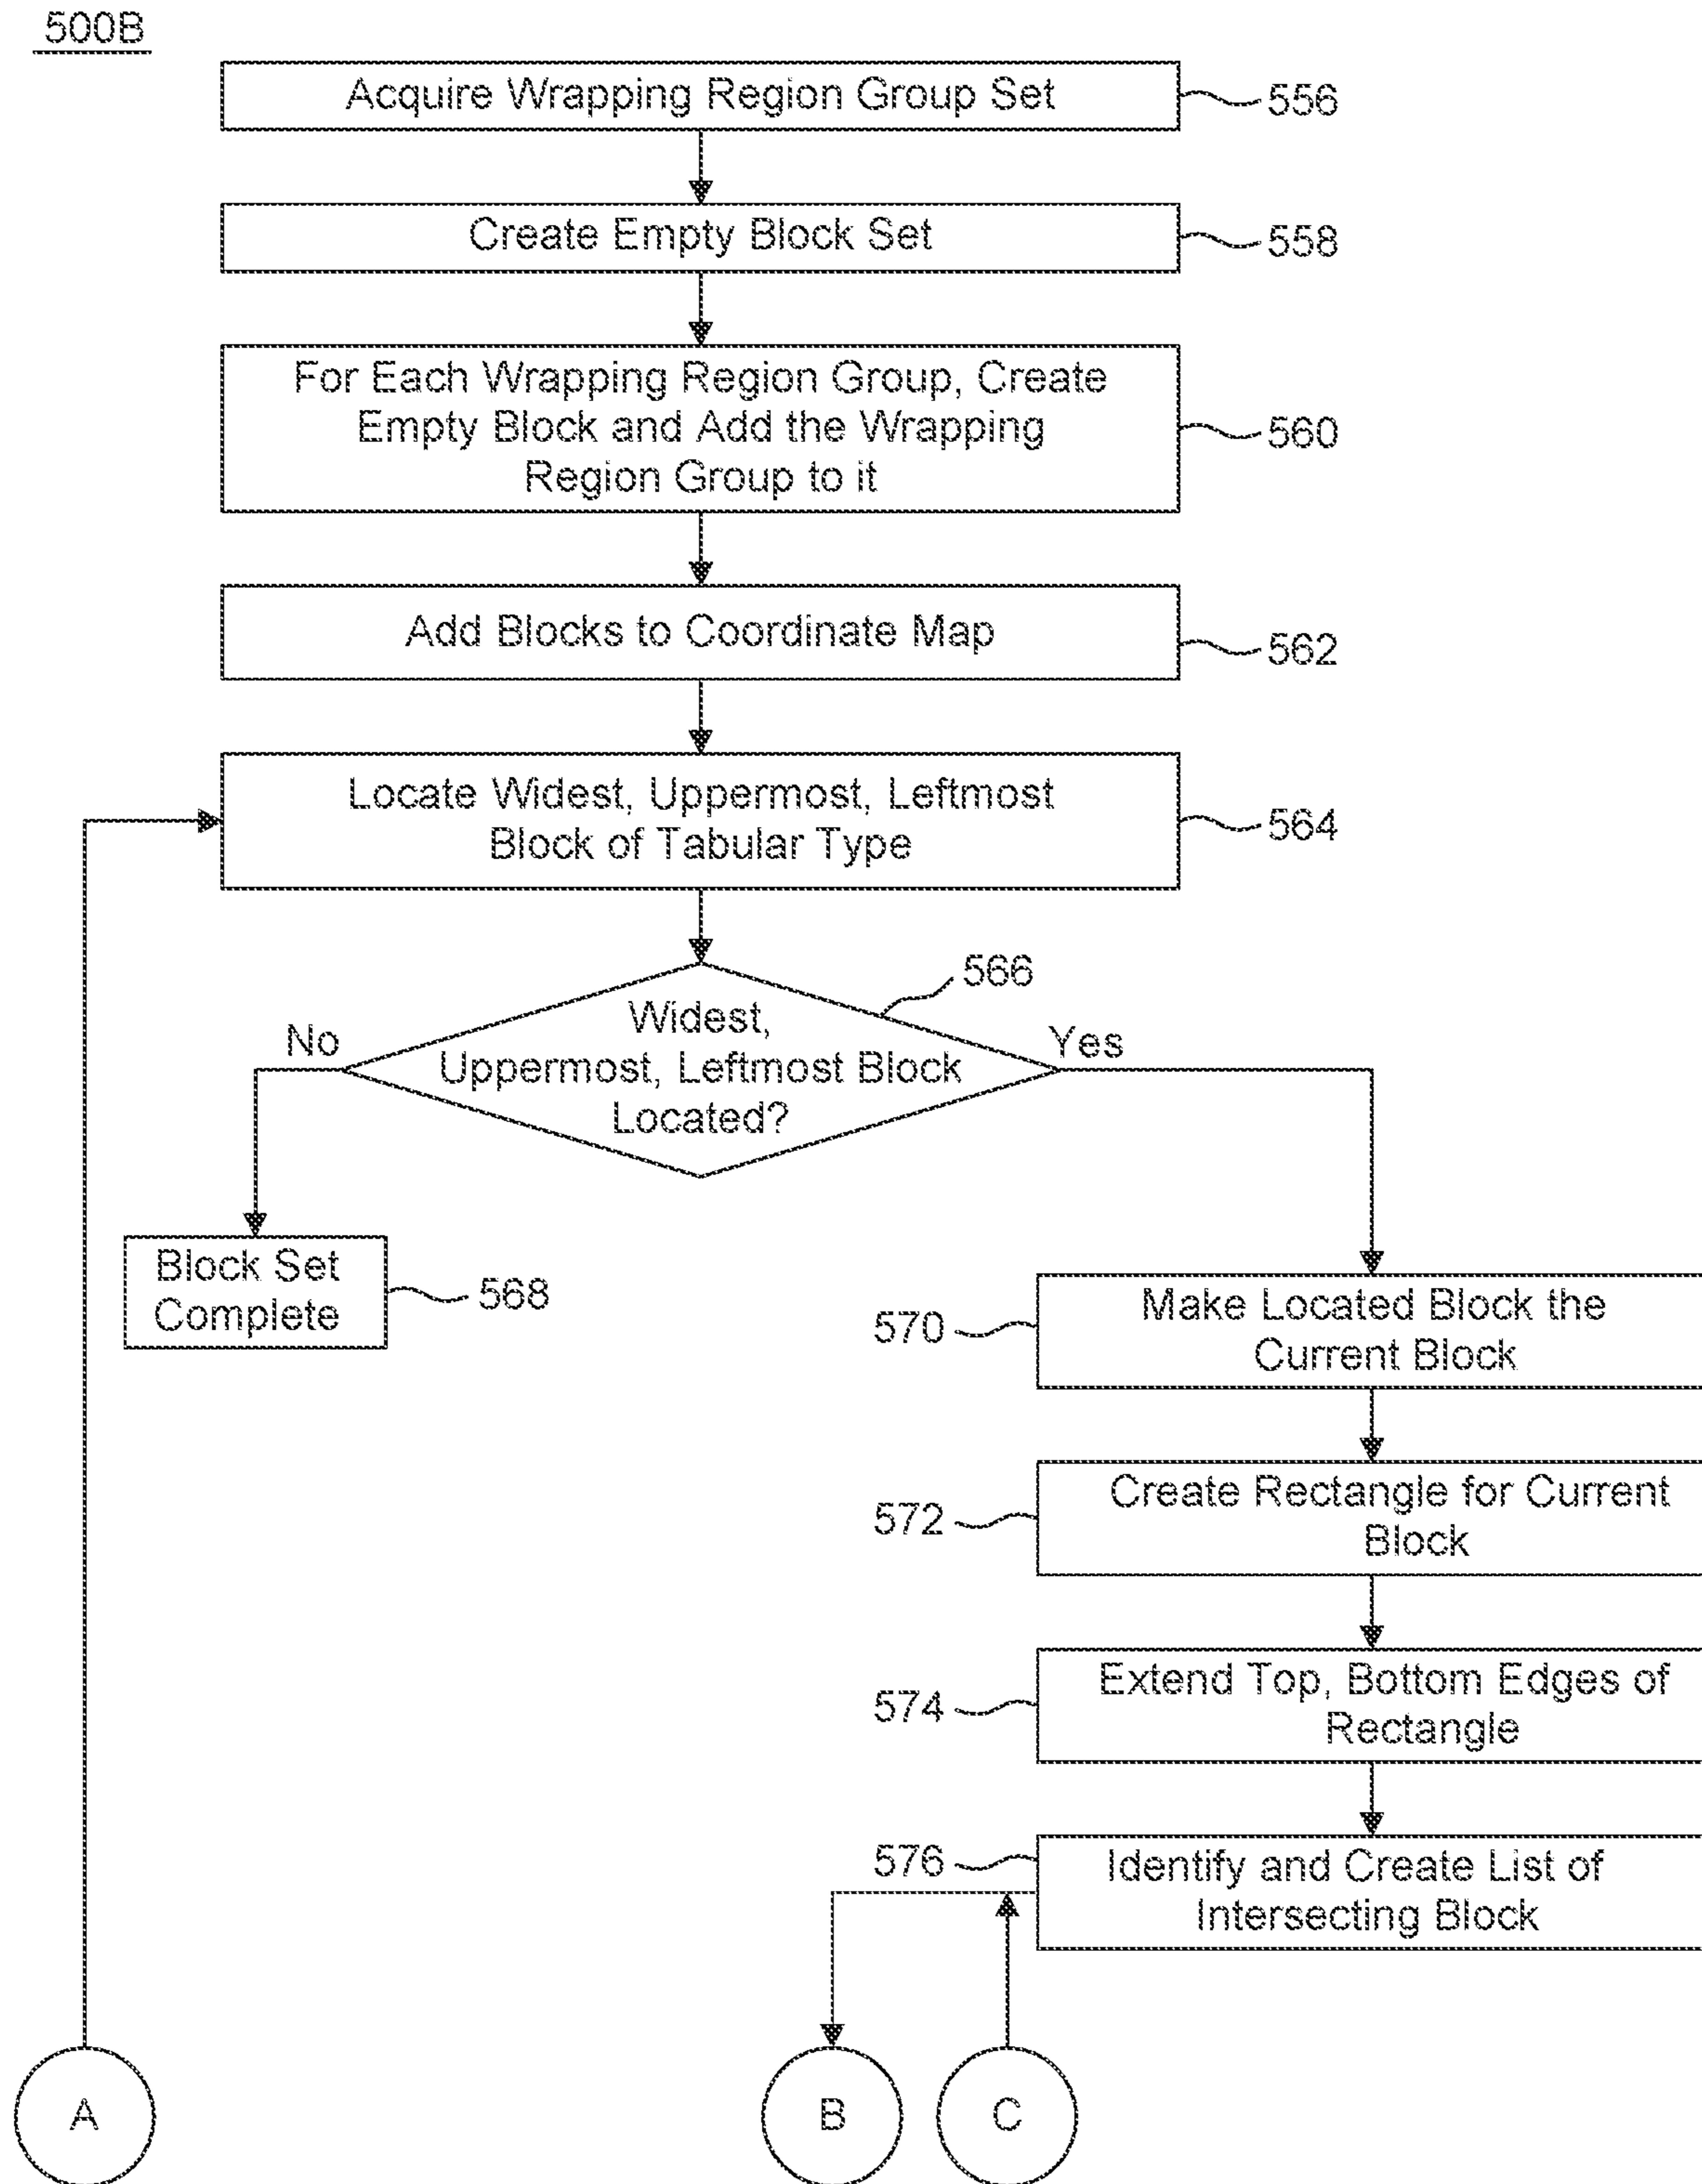 500B
Acquire Wrapping Region Group Set
556
Create Empty Block Set
558
For Each Wrapping Region Group, Create
Empty Block and Add the Wrapping
Region Group to it
560
Add Blocks to Coordinate Map
562
Locate Widest, Uppermost, Leftmost
Block of Tabular Type
564
566
Widest,
Uppermost, Leftmost Block
Located?
No
Yes
Block Set
Complete
568
570
Make Located Block the
Current Block
572
Create Rectangle for Current
Block
574
Extend Top, Bottom Edges of
Rectangle
576
Identify and Create List of
Intersecting Block
A
B
C